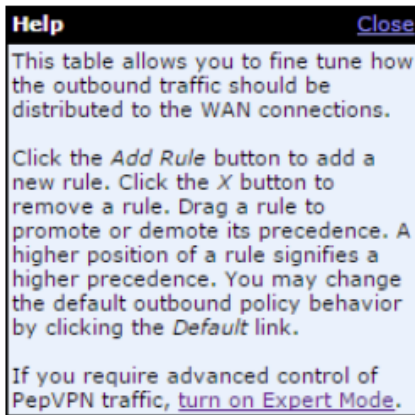 Help Close
This table allows you to fine tune how
the outbound traffic should be
distributed to the WAN connections.
Click the Add Rule button to add a
new rule. Click the X button to
remove a rule. Drag a rule to
promote or demote its precedence. A
higher position of a rule signifies a
higher precedence. You may change
the default outbound policy behavior
by clicking the Default link.
If you require advanced control of
PepVPN traffic, turn on Expert Mode.